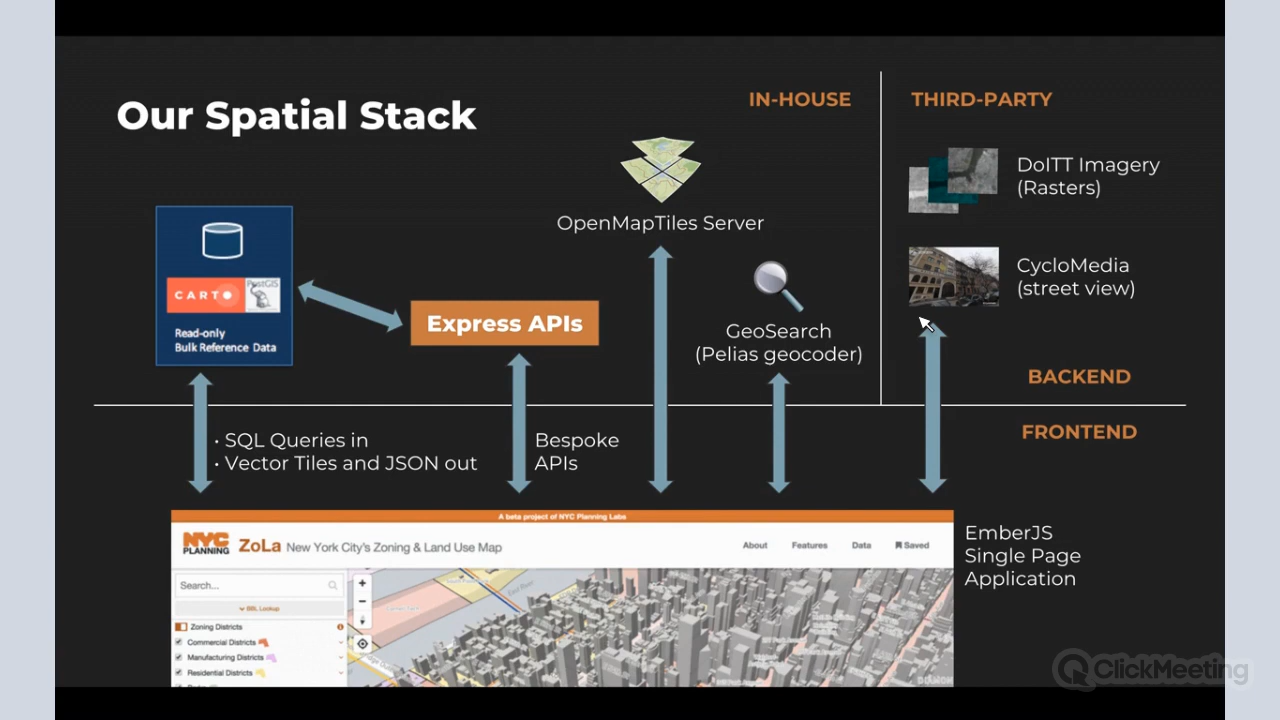 Our Spatial Stack
IN-HOUSE
THIRD-PARTY
OpenMapTiles Server
DoITT Imagery
(Rasters)
CycloMedia
(street view)
CARTO
PostGIS
Read-only
Bulk Reference Data
Express APIs
GeoSearch
(Pelias geocoder)
BACKEND
FRONTEND
• SQL Queries in
• Vector Tiles and JSON out
Bespoke
APIs
A beta project of NYC Planning Labs
NYC
PLANNING
ZoLa New York City's Zoning & Land Use Map
About Features Data Saved
EmberJS
Single Page
Application
Search...
BBL Lookup
Zoning Districts
Commercial Districts
Manufacturing Districts
Residential Districts
East River
ClickMeeting